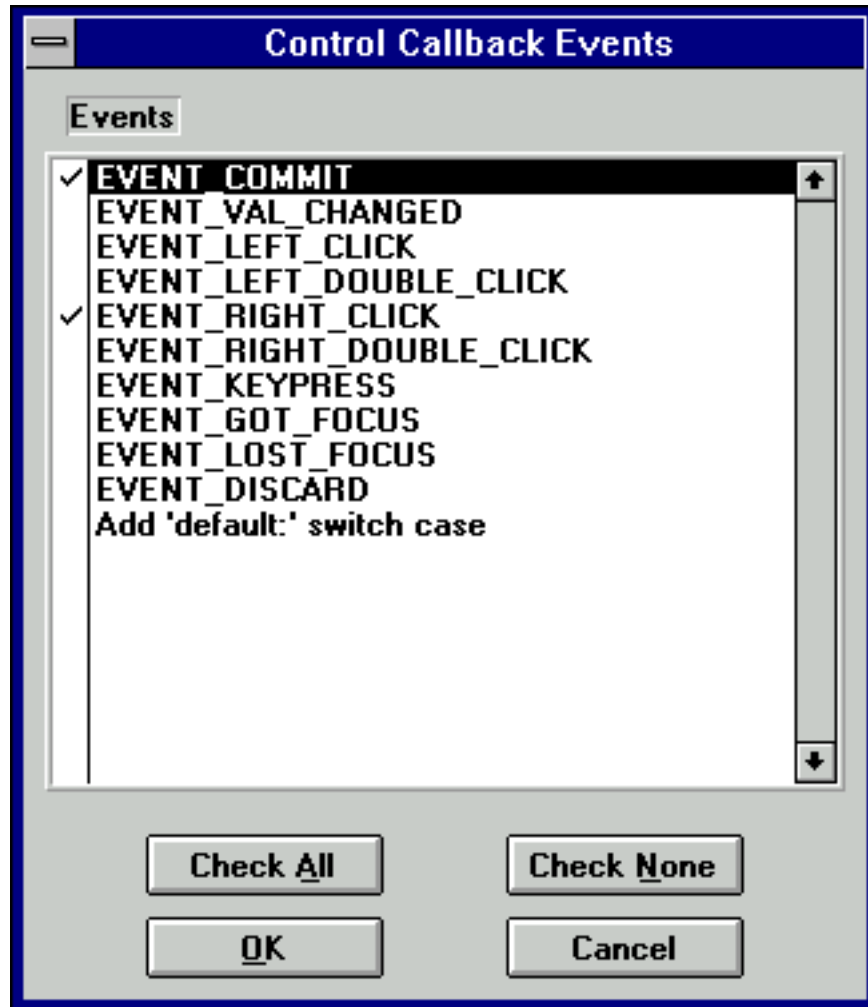 Control Callback Events
Events
EVENT_COMMIT
EVENT_VAL_CHANGED
EVENT_LEFT_CLICK
EVENT_LEFT_DOUBLE_CLICK
EVENT_RIGHT_CLICK
EVENT_RIGHT_DOUBLE_CLICK
EVENT_KEYPRESS
EVENT_GOT_FOCUS
EVENT_LOST_FOCUS
EVENT_DISCARD
Add 'default:' switch case
Check All
Check None
OK
Cancel